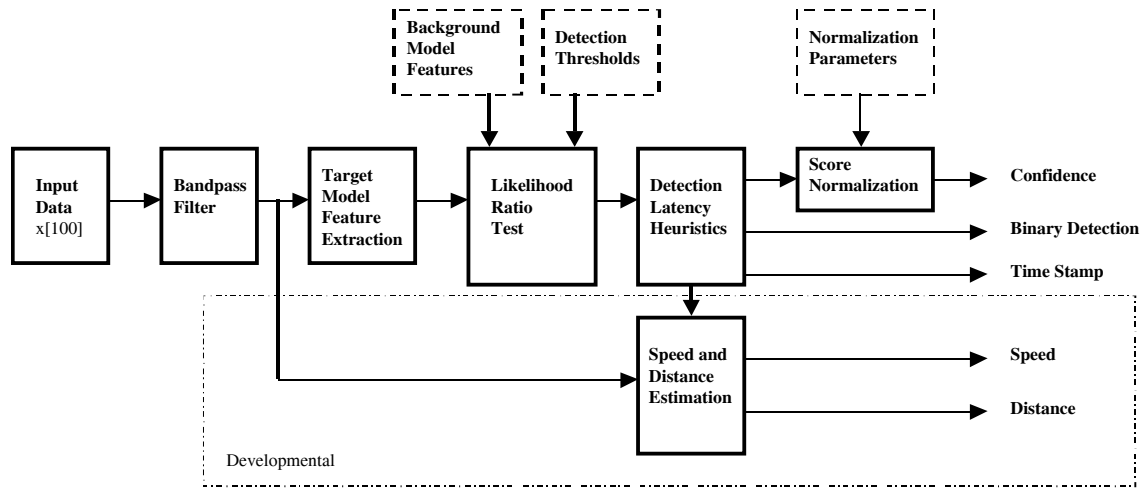 Background
Model
Features
Detection
Thresholds
Normalization
Parameters
Input
Data
x[100]
Bandpass
Filter
Target
Model
Feature
Extraction
Likelihood
Ratio
Test
Detection
Latency
Heuristics
Score
Normalization
Confidence
Binary Detection
Time Stamp
Speed and
Distance
Estimation
Speed
Distance
Developmental